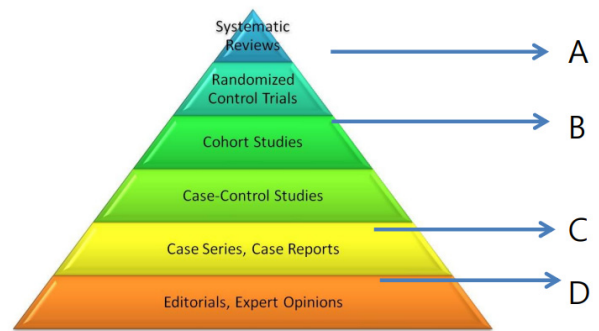 Systematic
Reviews
A
Randomized
Control Trials
B
Cohort Studies
Case-Control Studies
C
Case Series, Case Reports
D
Editorials, Expert Opinions